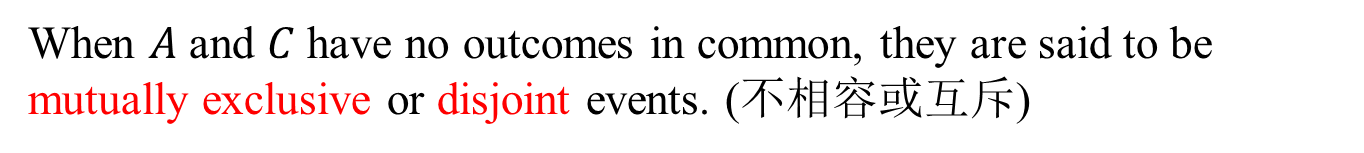 When A and C have no outcomes in common, they are said to be
mutually exclusive or disjoint events. (不相容或互斥)